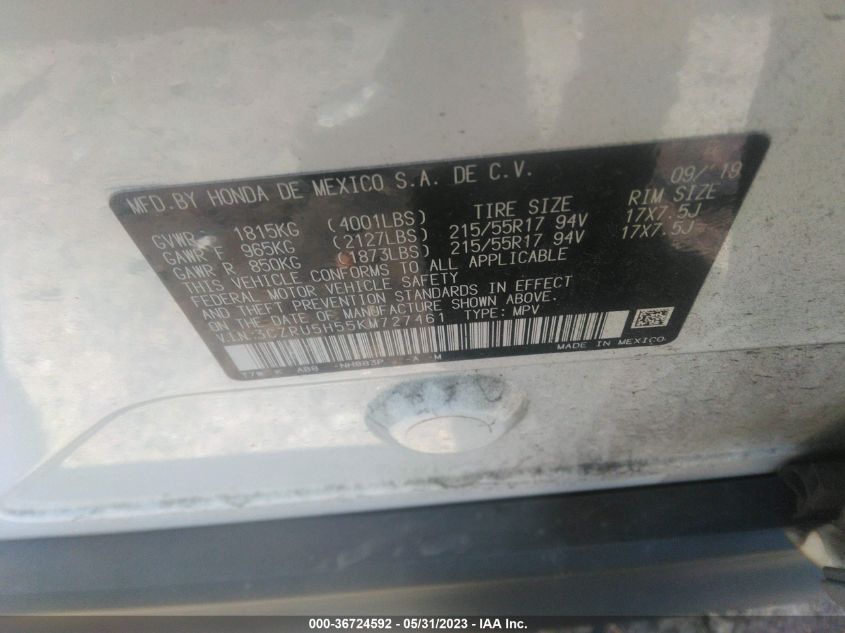 MFD. BY HONDA DE MEXICO S.A. DE C.V. 09/ 19
TIRE SIZE RIM SIZE
GVWR 1815KG (4001LBS)
GAWR F 965KG (2127LBS) 215/55R17 94V 17X7.5J
GAWR R 850KG (1873LBS) 215/55R17 94V 17X7.5J
THIS VEHICLE CONFORMS TO ALL APPLICABLE
FEDERAL MOTOR VEHICLE SAFETY
AND THEFT PREVENTION STANDARDS IN EFFECT
ON THE DATE OF MANUFACTURE SHOWN ABOVE.
VIN: TYPE: MPV
MADE IN MEXICO
-NH883P -A -M
000-36724592 - 05/31/2023 - IAA Inc.